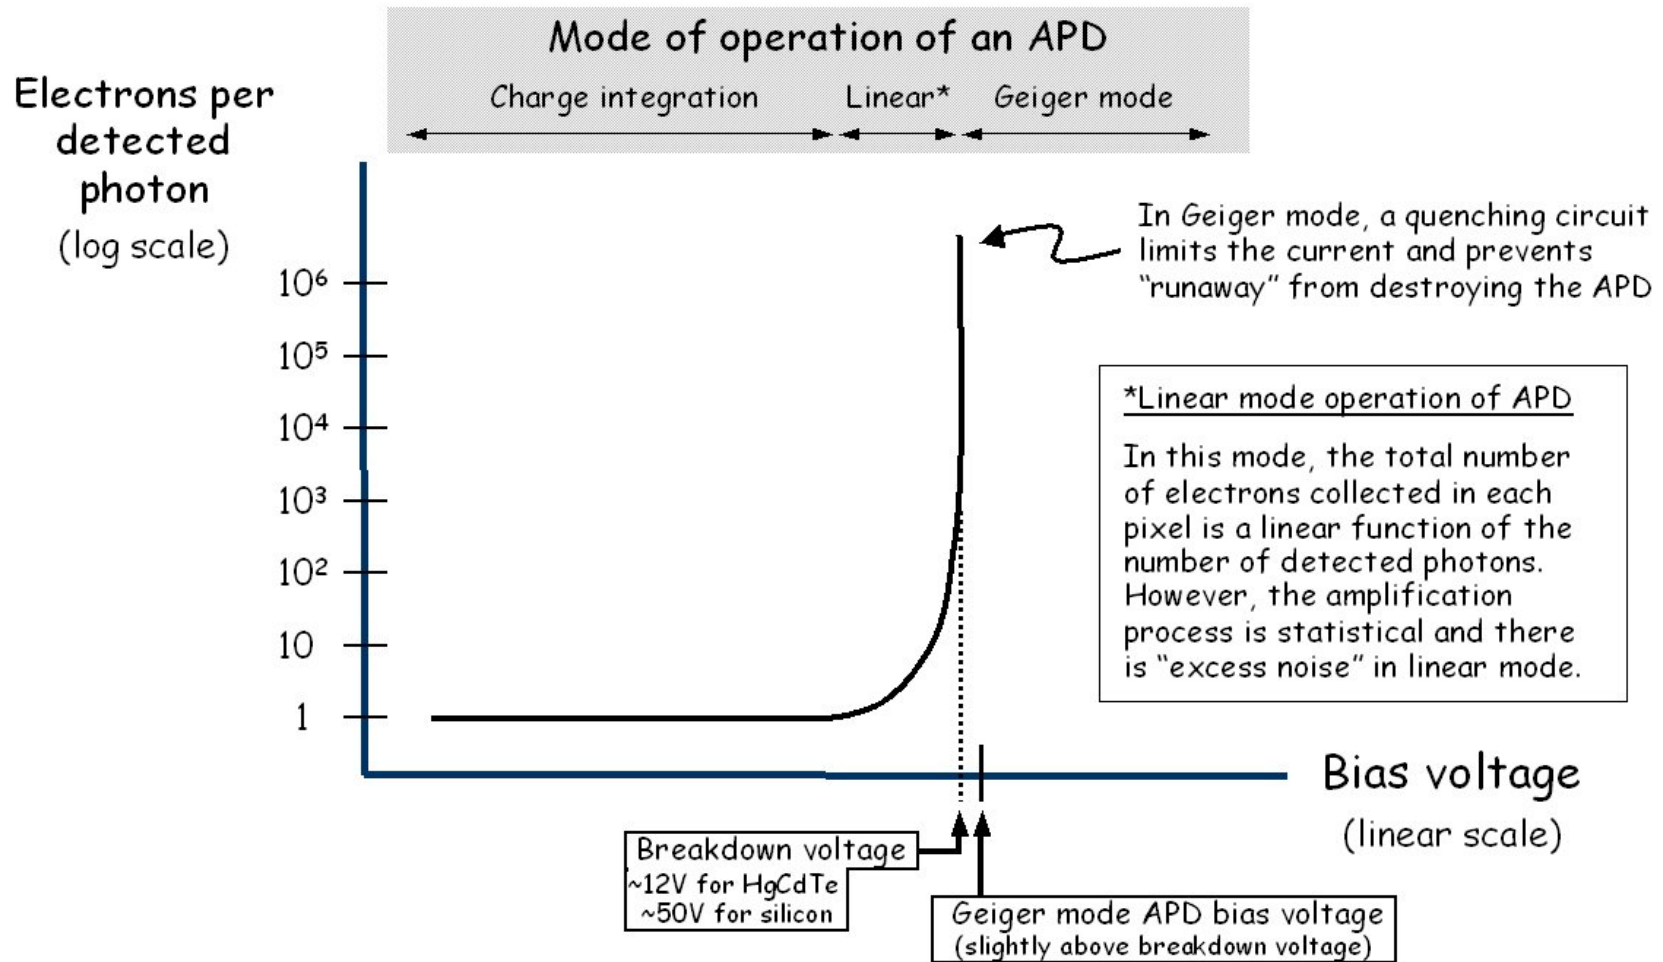 Mode of operation of an APD
Charge integration
Linear*
Geiger mode
Electrons per
detected
photon
(log scale)
10⁶
10⁵
10⁴
10³
10²
10
1
In Geiger mode, a quenching circuit
limits the current and prevents
“runaway” from destroying the APD
*Linear mode operation of APD
In this mode, the total number
of electrons collected in each
pixel is a linear function of the
number of detected photons.
However, the amplification
process is statistical and there
is “excess noise” in linear mode.
Bias voltage
(linear scale)
Breakdown voltage
~12V for HgCdTe
~50V for silicon
Geiger mode APD bias voltage
(slightly above breakdown voltage)